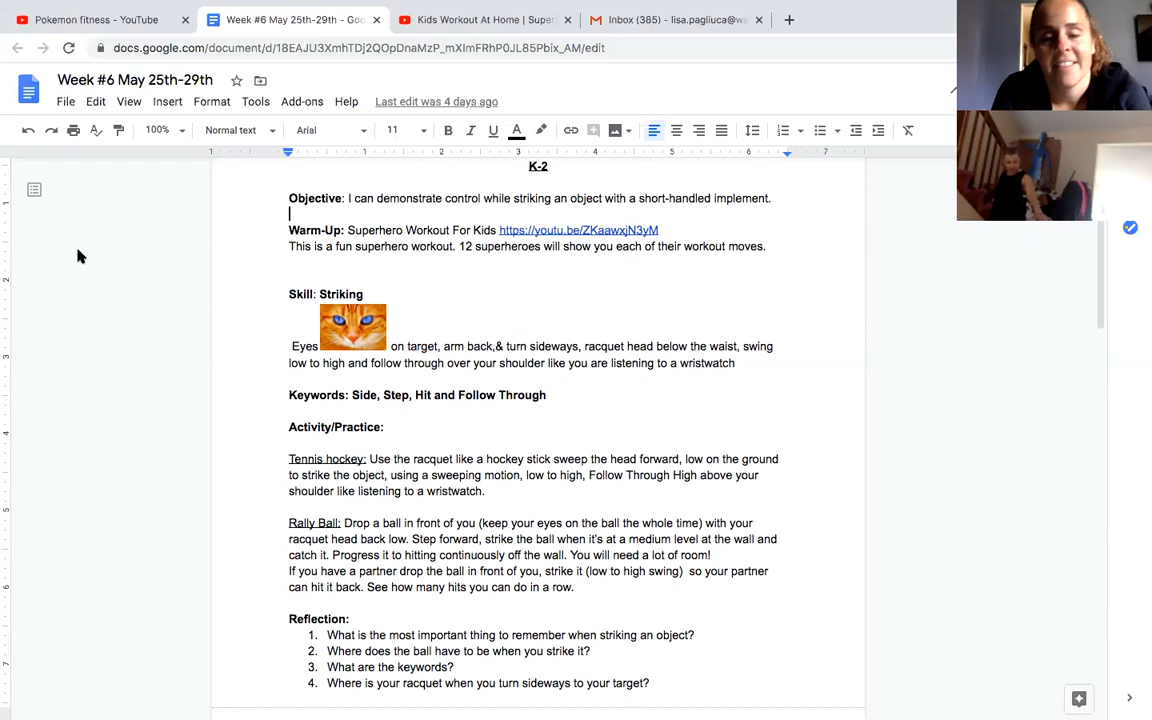 Pokemon fitness - YouTube
Week #6 May 25th-29th - Goo
Kids Workout At Home | Super
Inbox (385) - lisa.pagliuca@wa
docs.google.com/document/d/18EAJU3XmhTDj2QOpDnaMzP_mXImFRhP0JL85Pbix_AM/edit
Week #6 May 25th-29th
File Edit View Insert Format Tools Add-ons Help Last edit was 4 days ago
100% Normal text Arial 11 B I U A
1 1 2 3 4 5 6 7
K-2
Objective: I can demonstrate control while striking an object with a short-handled implement.
Warm-Up: Superhero Workout For Kids https://youtu.be/ZKaawxjN3yM
This is a fun superhero workout. 12 superheroes will show you each of their workout moves.
Skill: Striking
Eyes on target, arm back,& turn sideways, racquet head below the waist, swing
low to high and follow through over your shoulder like you are listening to a wristwatch
Keywords: Side, Step, Hit and Follow Through
Activity/Practice:
Tennis hockey: Use the racquet like a hockey stick sweep the head forward, low on the ground
to strike the object, using a sweeping motion, low to high, Follow Through High above your
shoulder like listening to a wristwatch.
Rally Ball: Drop a ball in front of you (keep your eyes on the ball the whole time) with your
racquet head back low. Step forward, strike the ball when it's at a medium level at the wall and
catch it. Progress it to hitting continuously off the wall. You will need a lot of room!
If you have a partner drop the ball in front of you, strike it (low to high swing) so your partner
can hit it back. See how many hits you can do in a row.
Reflection:
1. What is the most important thing to remember when striking an object?
2. Where does the ball have to be when you strike it?
3. What are the keywords?
4. Where is your racquet when you turn sideways to your target?